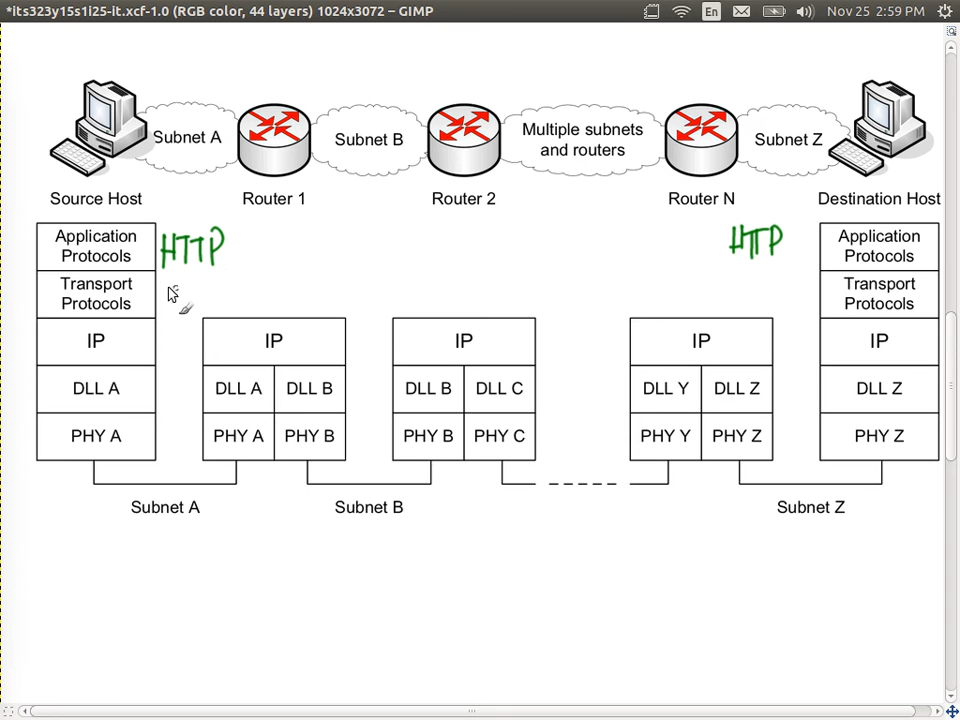 *its323y15s1i25-it.xcf-1.0 (RGB color, 44 layers) 1024x3072 – GIMP
En
Nov 25 2:59 PM
Subnet A
Subnet B
Multiple subnets
and routers
Subnet Z
Source Host
Router 1
Router 2
Router N
Destination Host
Application
Protocols
HTTP
HTTP
Application
Protocols
Transport
Protocols
Transport
Protocols
IP
IP
IP
IP
IP
DLL A
DLL A
DLL B
DLL B
DLL C
DLL Y
DLL Z
DLL Z
PHY A
PHY A
PHY B
PHY B
PHY C
PHY Y
PHY Z
PHY Z
Subnet A
Subnet B
Subnet Z